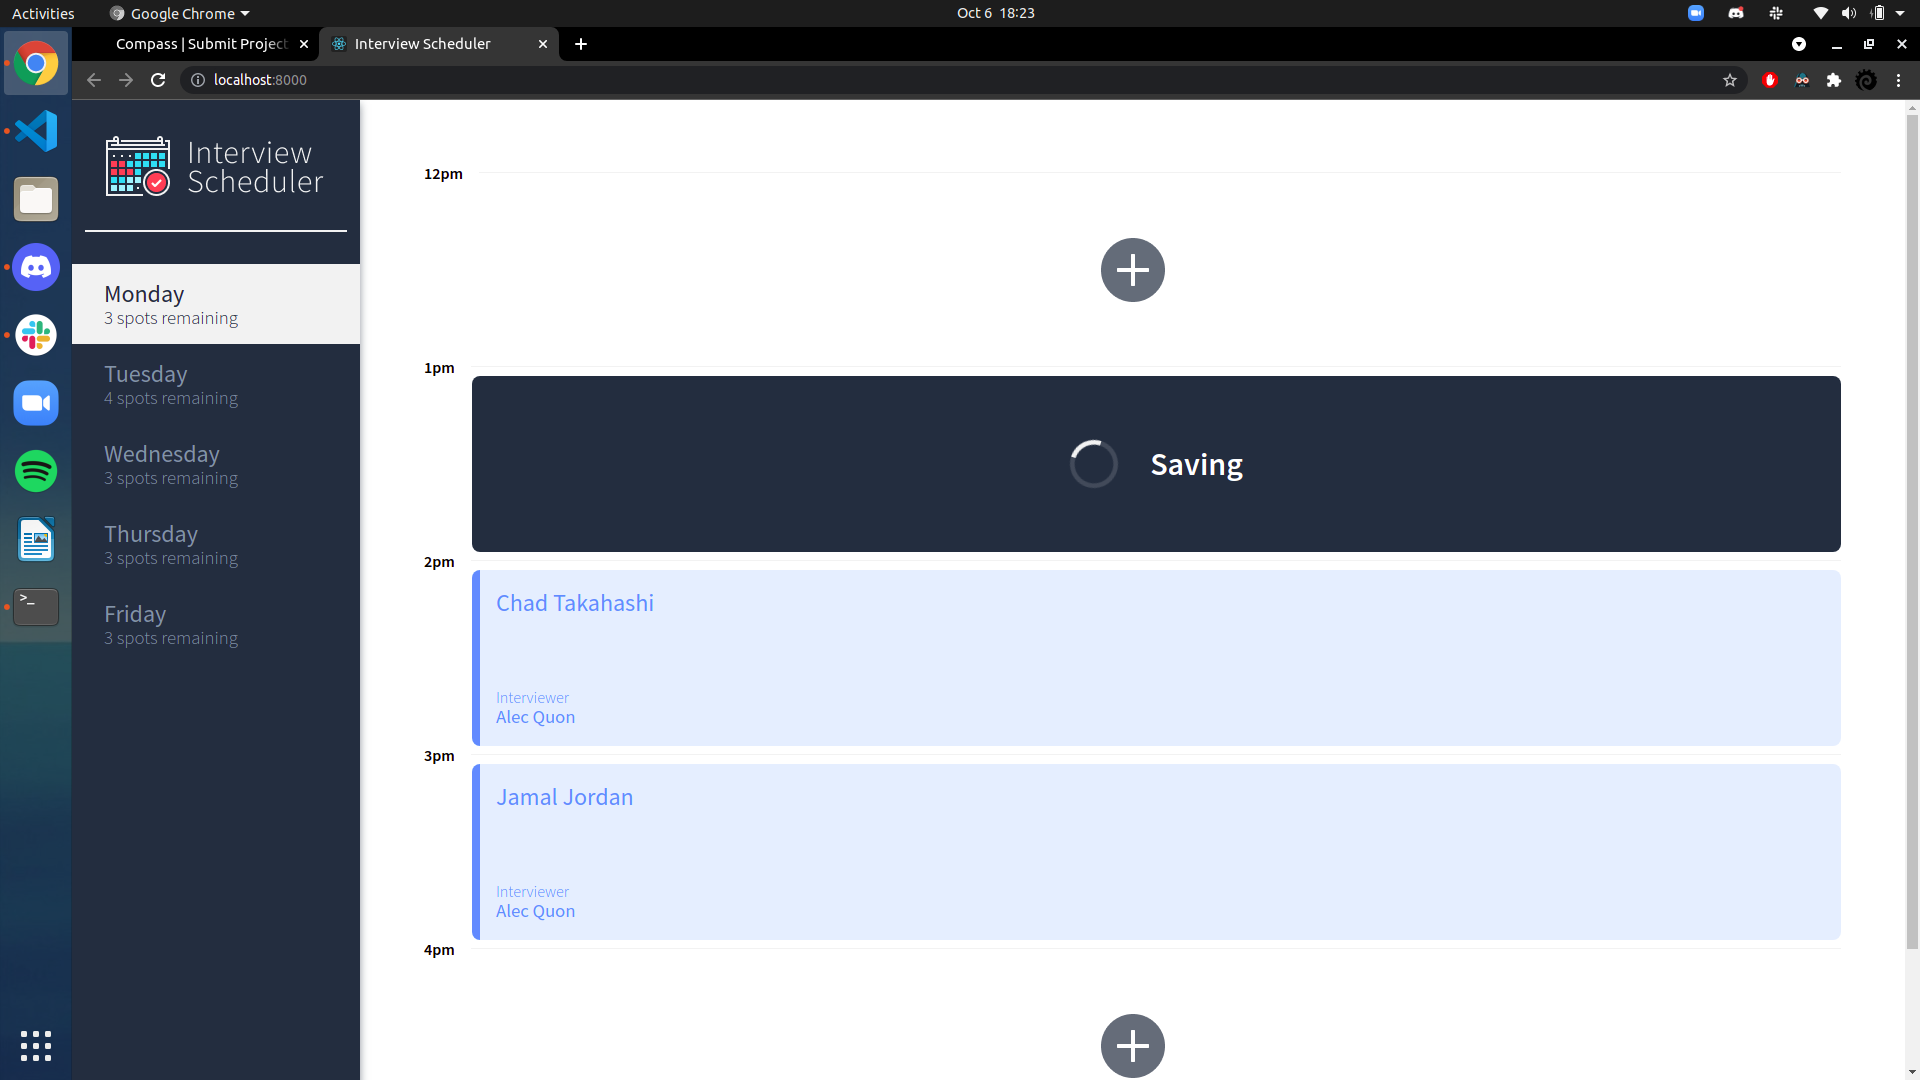 Activities
Google Chrome
Oct 6 18:23
Compass | Submit Project
Interview Scheduler
localhost:8000
Interview
Scheduler
Monday
3 spots remaining
Tuesday
4 spots remaining
Wednesday
3 spots remaining
Thursday
3 spots remaining
Friday
3 spots remaining
12pm
1pm
Saving
2pm
Chad Takahashi
Interviewer
Alec Quon
3pm
Jamal Jordan
Interviewer
Alec Quon
4pm